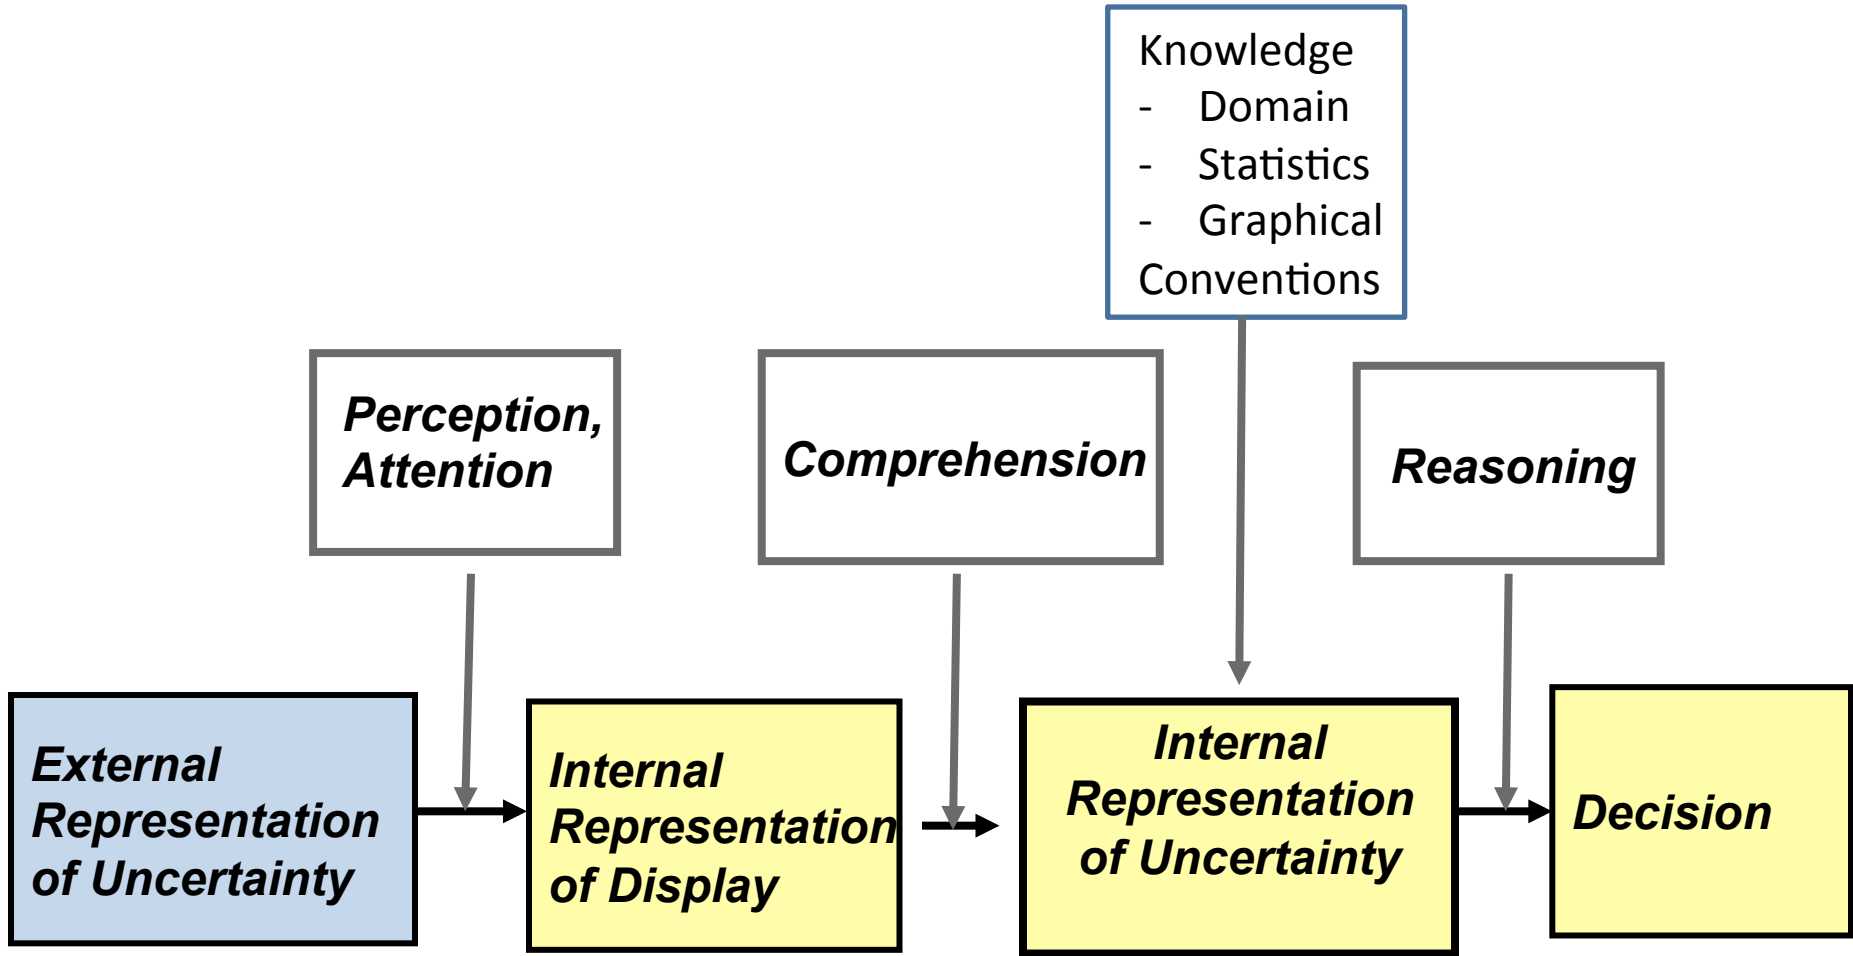 Knowledge
- Domain
- Statistics
- Graphical
Conventions
Perception,
Attention
Comprehension
Reasoning
External
Representation
of Uncertainty
Internal
Representation
of Display
Internal
Representation
of Uncertainty
Decision